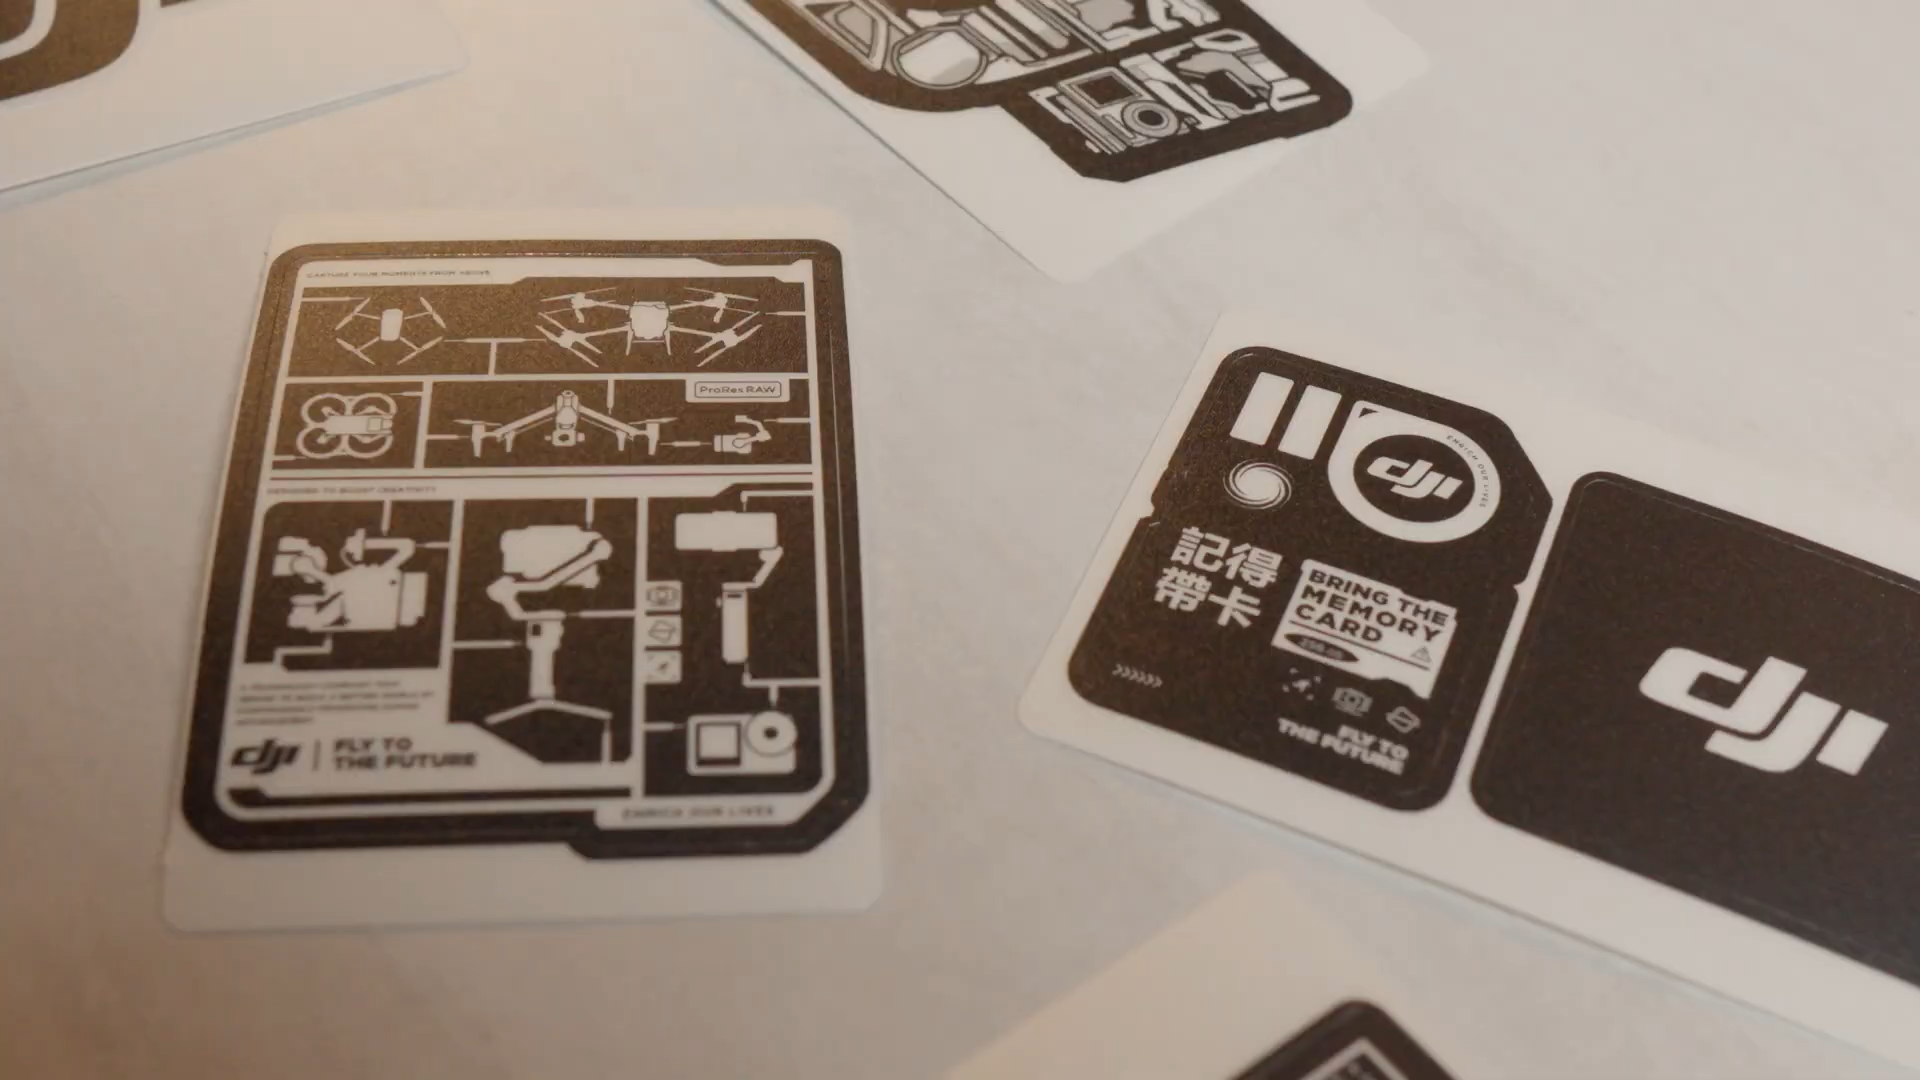 CAPTURE YOUR MOMENTS FROM ABOVE
ProRes RAW
DESIGNED TO BOOST CREATIVITY
dji
FLY TO
THE FUTURE
ENRICH OUR LIVES
dji
ENRICH OUR LIVES
記得
帶卡
BRING THE
MEMORY
CARD
FLY TO
THE FUTURE
dji